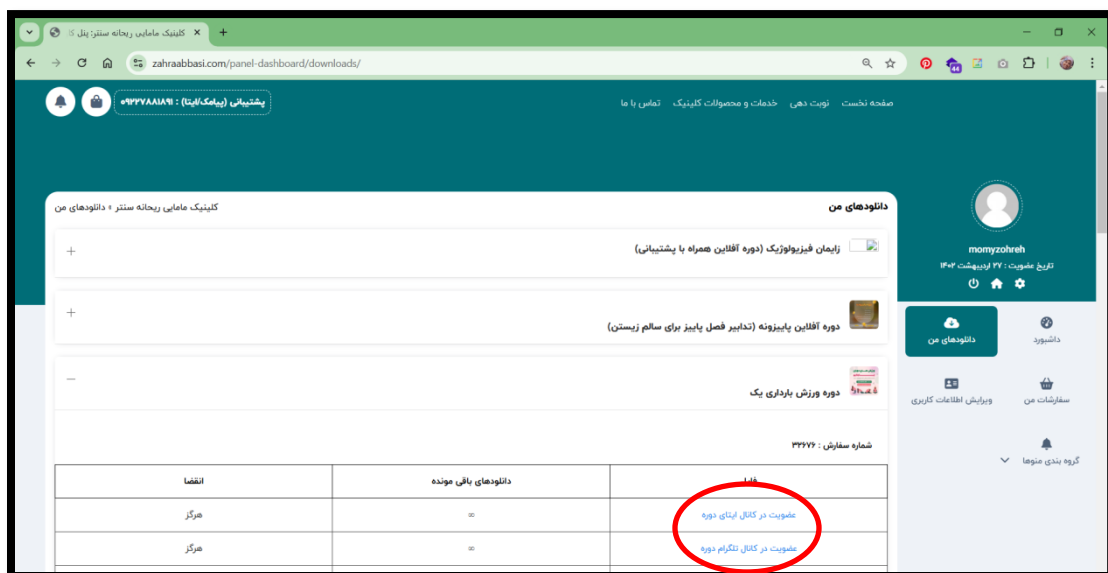 کلینیک مامایی ریحانه سنتر: پنل ک
zahraabbasi.com/panel-dashboard/downloads/
44
صفحه نخست نوبت دهی خدمات و محصولات کلینیک تماس با ما
پشتیبانی (پیامک/ایتا) : ۰۹۲۲۷۸۸۱۸۹۱
momyzohreh
تاریخ عضویت : ۲۷ اردیبهشت ۱۴۰۲
داشبورد
دانلودهای من
سفارشات من
ویرایش اطلاعات کاربری
گروه بندی منوها
دانلودهای من
کلینیک مامایی ریحانه سنتر » دانلودهای من
زایمان فیزیولوژیک (دوره آفلاین همراه با پشتیبانی)
دوره آفلاین پاییزونه (تدابیر فصل پاییز برای سالم زیستن)
دوره ورزش بارداری یک
شماره سفارش : ۳۲۶۷۶
فایل دانلودهای باقی مونده انقضا
عضویت در کانال ایتای دوره ∞ هرگز
عضویت در کانال تلگرام دوره ∞ هرگز